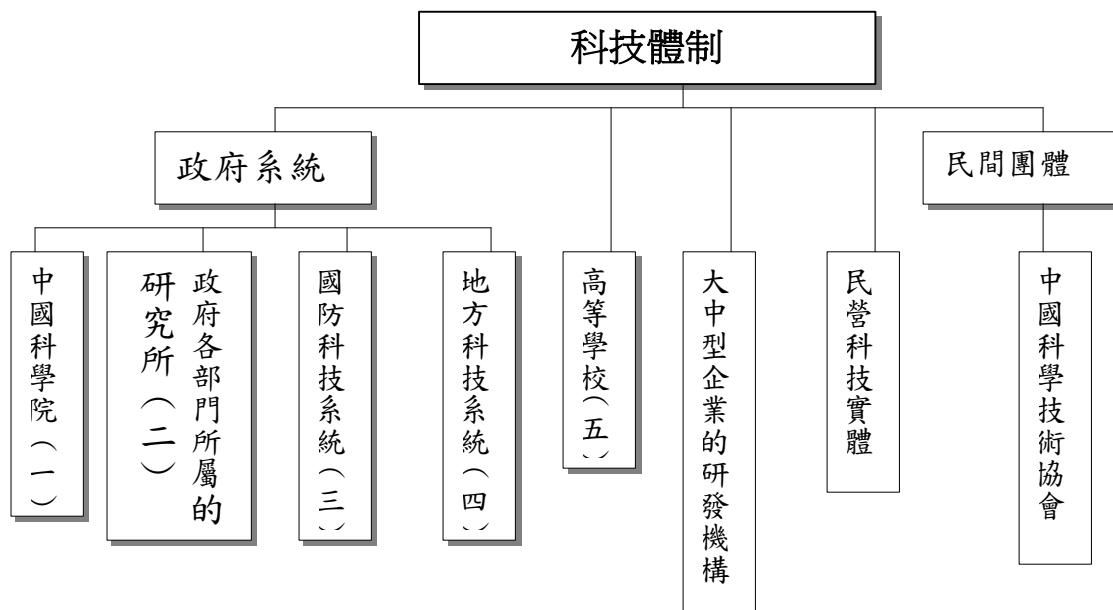 科技體制
政府系統
民間團體
中國科學院(一)
政府各部門所屬的
研究所(二)
國防科技系統(三)
地方科技系統(四)
高等學校(五)
大中型企業的研發機構
民營科技實體
中國科學技術協會